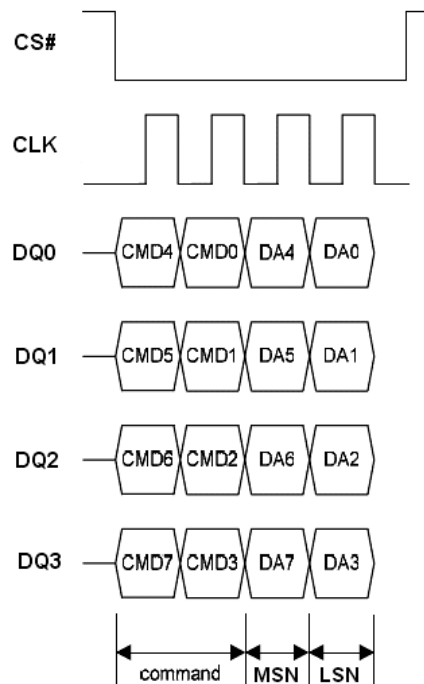 CS#
CLK
DQ0 CMD4 CMD0 DA4 DA0
DQ1 CMD5 CMD1 DA5 DA1
DQ2 CMD6 CMD2 DA6 DA2
DQ3 CMD7 CMD3 DA7 DA3
command MSN LSN